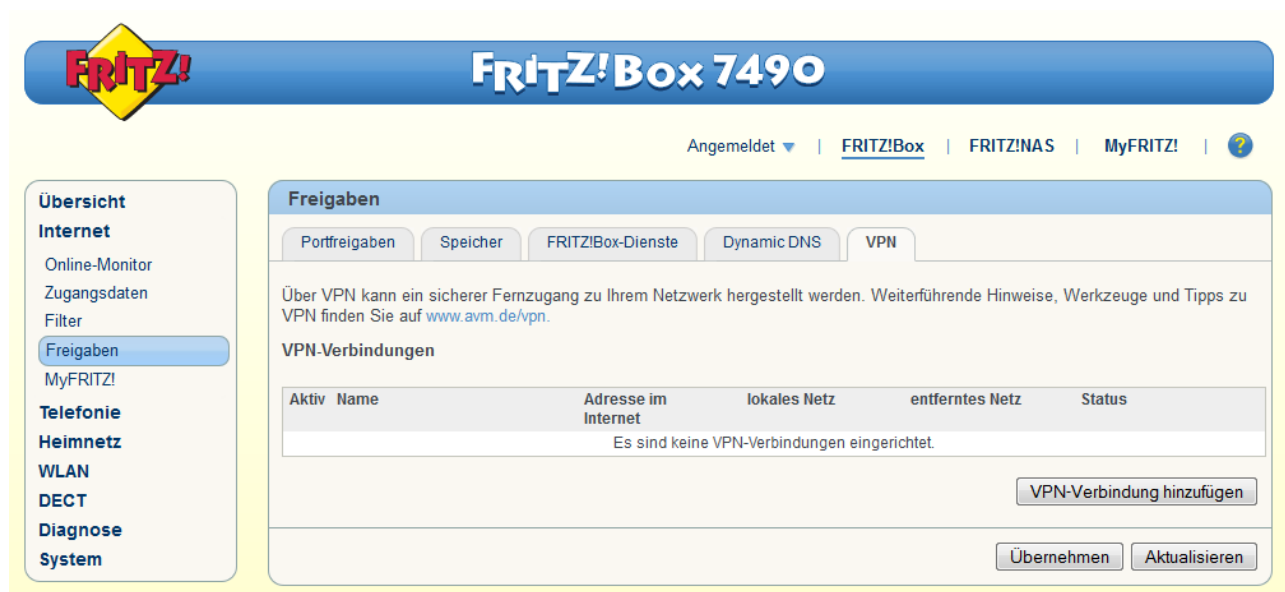 FRITZ!
FRITZ!Box 7490
Angemeldet | FRITZ!Box | FRITZ!NAS | MyFRITZ! | ?
Übersicht
Internet
Online-Monitor
Zugangsdaten
Filter
Freigaben
MyFRITZ!
Telefonie
Heimnetz
WLAN
DECT
Diagnose
System
Freigaben
Portfreigaben Speicher FRITZ!Box-Dienste Dynamic DNS VPN
Über VPN kann ein sicherer Fernzugang zu Ihrem Netzwerk hergestellt werden. Weiterführende Hinweise, Werkzeuge und Tipps zu
VPN finden Sie auf www.avm.de/vpn.
VPN-Verbindungen
Aktiv Name Adresse im lokales Netz entferntes Netz Status
Internet
Es sind keine VPN-Verbindungen eingerichtet.
VPN-Verbindung hinzufügen
Übernehmen Aktualisieren